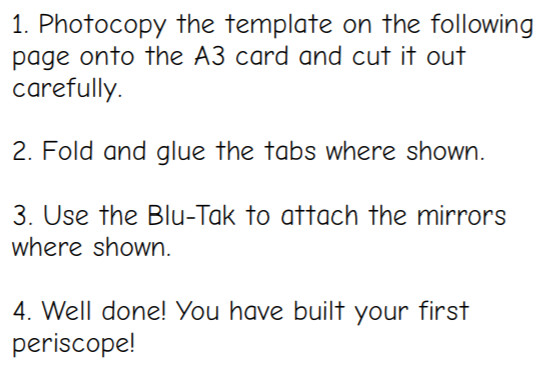 1. Photocopy the template on the following
page onto the A3 card and cut it out
carefully.
2. Fold and glue the tabs where shown.
3. Use the Blu-Tak to attach the mirrors
where shown.
4. Well done! You have built your first
periscope!